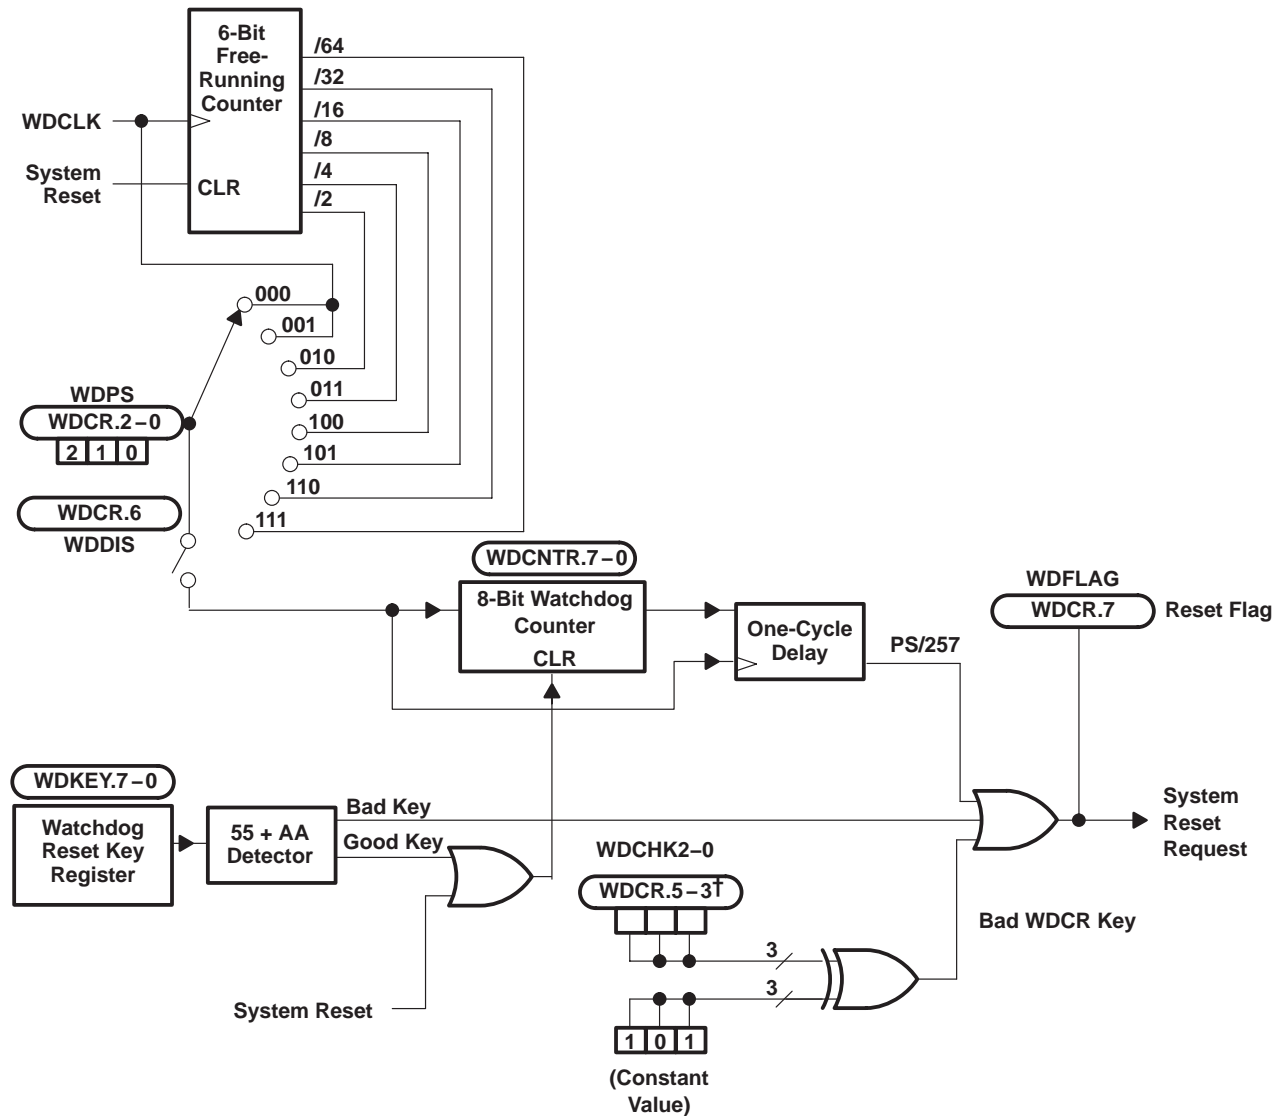 6-Bit
Free-
Running
Counter
CLR
/64
/32
/16
/8
/4
/2
WDCLK
System
Reset
000
001
010
011
100
101
110
111
WDPS
WDCR.2–0
2 1 0
WDCR.6
WDDIS
WDCNTR.7–0
8-Bit Watchdog
Counter
CLR
One-Cycle
Delay
PS/257
WDFLAG
WDCR.7
Reset Flag
WDKEY.7–0
Watchdog
Reset Key
Register
55 + AA
Detector
Bad Key
Good Key
System Reset
WDCHK2–0
WDCR.5–3†
3
3
1 0 1
(Constant
Value)
Bad WDCR Key
System
Reset
Request